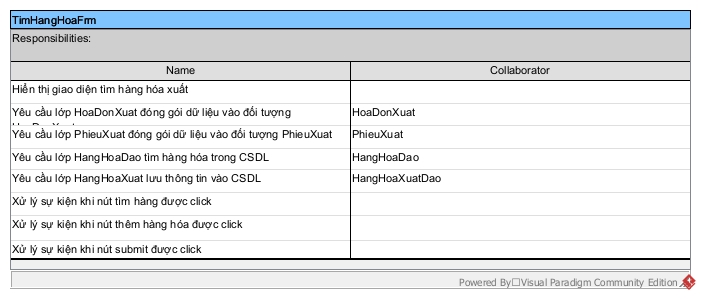 TimHangHoaFrm
Responsibilities:
Name Collaborator
Hiển thị giao diện tìm hàng hóa xuất
Yêu cầu lớp HoaDonXuat đóng gói dữ liệu vào đối tượng HoaDonXuat
Yêu cầu lớp PhieuXuat đóng gói dữ liệu vào đối tượng PhieuXuat PhieuXuat
Yêu cầu lớp HangHoaDao tìm hàng hóa trong CSDL HangHoaDao
Yêu cầu lớp HangHoaXuat lưu thông tin vào CSDL HangHoaXuatDao
Xử lý sự kiện khi nút tìm hàng được click
Xử lý sự kiện khi nút thêm hàng hóa được click
Xử lý sự kiện khi nút submit được click
Powered By□Visual Paradigm Community Edition